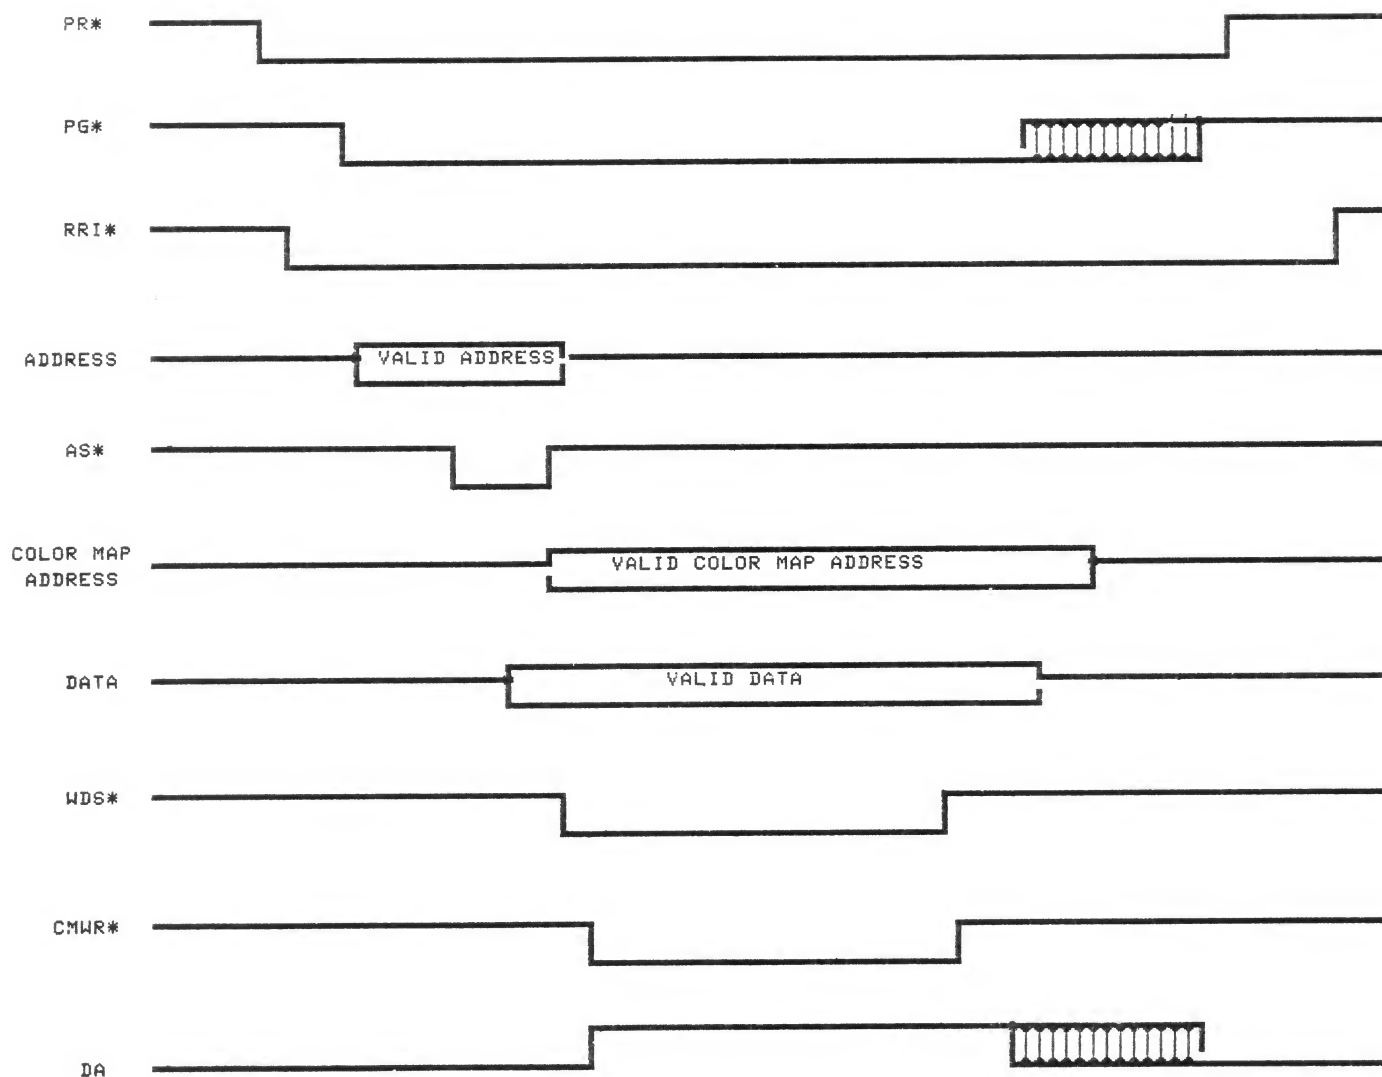 PR*
PG*
RRI*
ADDRESS
VALID ADDRESS
AS*
COLOR MAP
ADDRESS
VALID COLOR MAP ADDRESS
DATA
VALID DATA
WDS*
CMWR*
DA